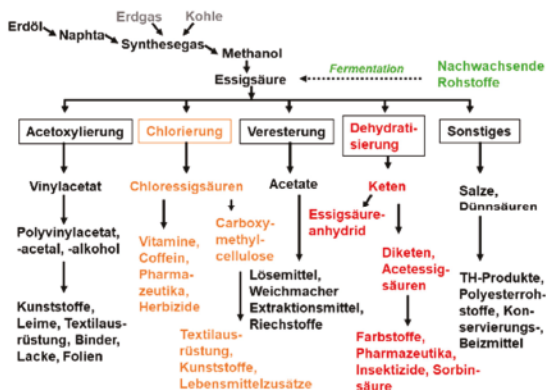 Erdgas
Kohle
Erdöl
Naphta
Synthesegas
Methanol
Essigsäure
Fermentation
Nachwachsende
Rohstoffe
Acetoxylierung
Chlorierung
Veresterung
Dehydrati-
sierung
Sonstiges
Vinylacetat
Chloressigsäuren
Acetate
Keten
Salze,
Dünnsäuren
Polyvinylacetat,
-acetal, -alkohol
Vitamine,
Coffein,
Pharma-
zeutika,
Herbizide
Carboxy-
methyl-
cellulose
Essigsäure-
anhydrid
Diketen,
Acetessig-
säuren
Kunststoffe,
Leime, Textilaus-
rüstung, Binder,
Lacke, Folien
Lösemittel,
Weichmacher
Extraktionsmittel,
Riechstoffe
TH-Produkte,
Polyesterroh-
stoffe, Kon-
servierungs-,
Beizmittel
Textilaus-
rüstung,
Kunststoffe,
Lebensmittelzusätze
Farbstoffe,
Pharmazeutika,
Insektizide, Sorbin-
säure